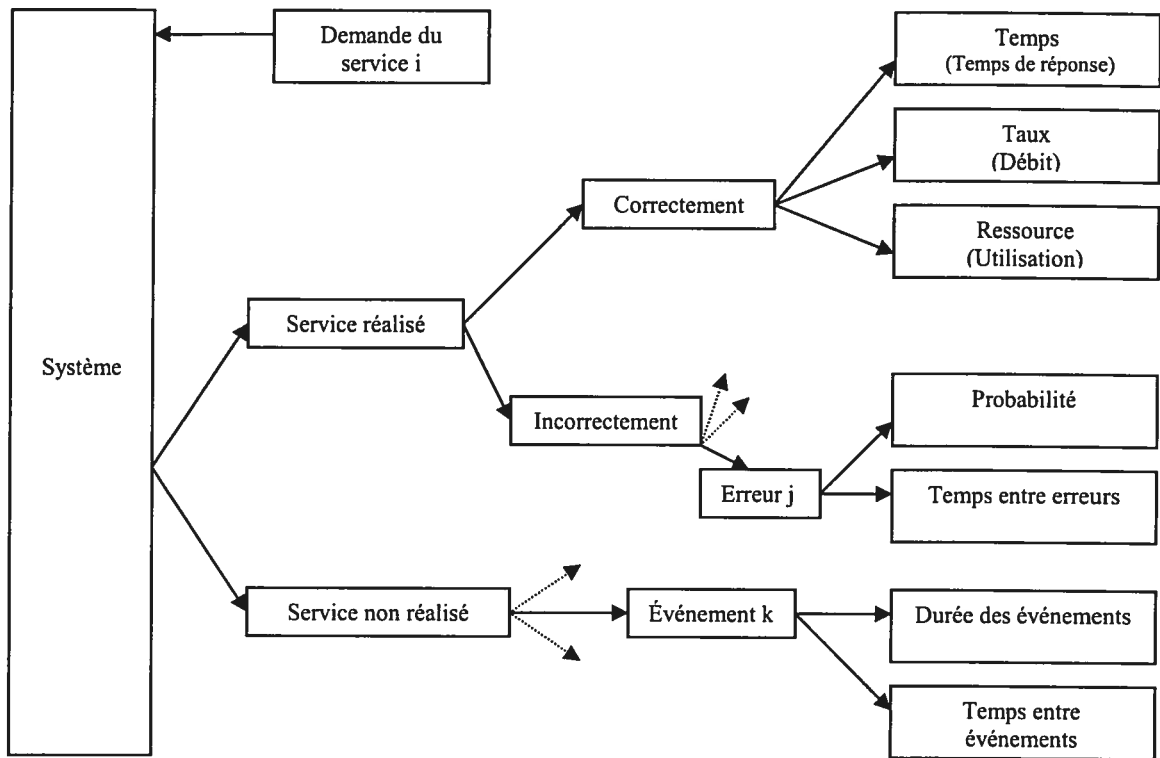 Demande du
service i
Temps
(Temps de réponse)
Taux
(Débit)
Correctement
Ressource
(Utilisation)
Service réalisé
Système
Incorrectement
Probabilité
Erreur j
Temps entre erreurs
Service non réalisé
Événement k
Durée des événements
Temps entre
événements